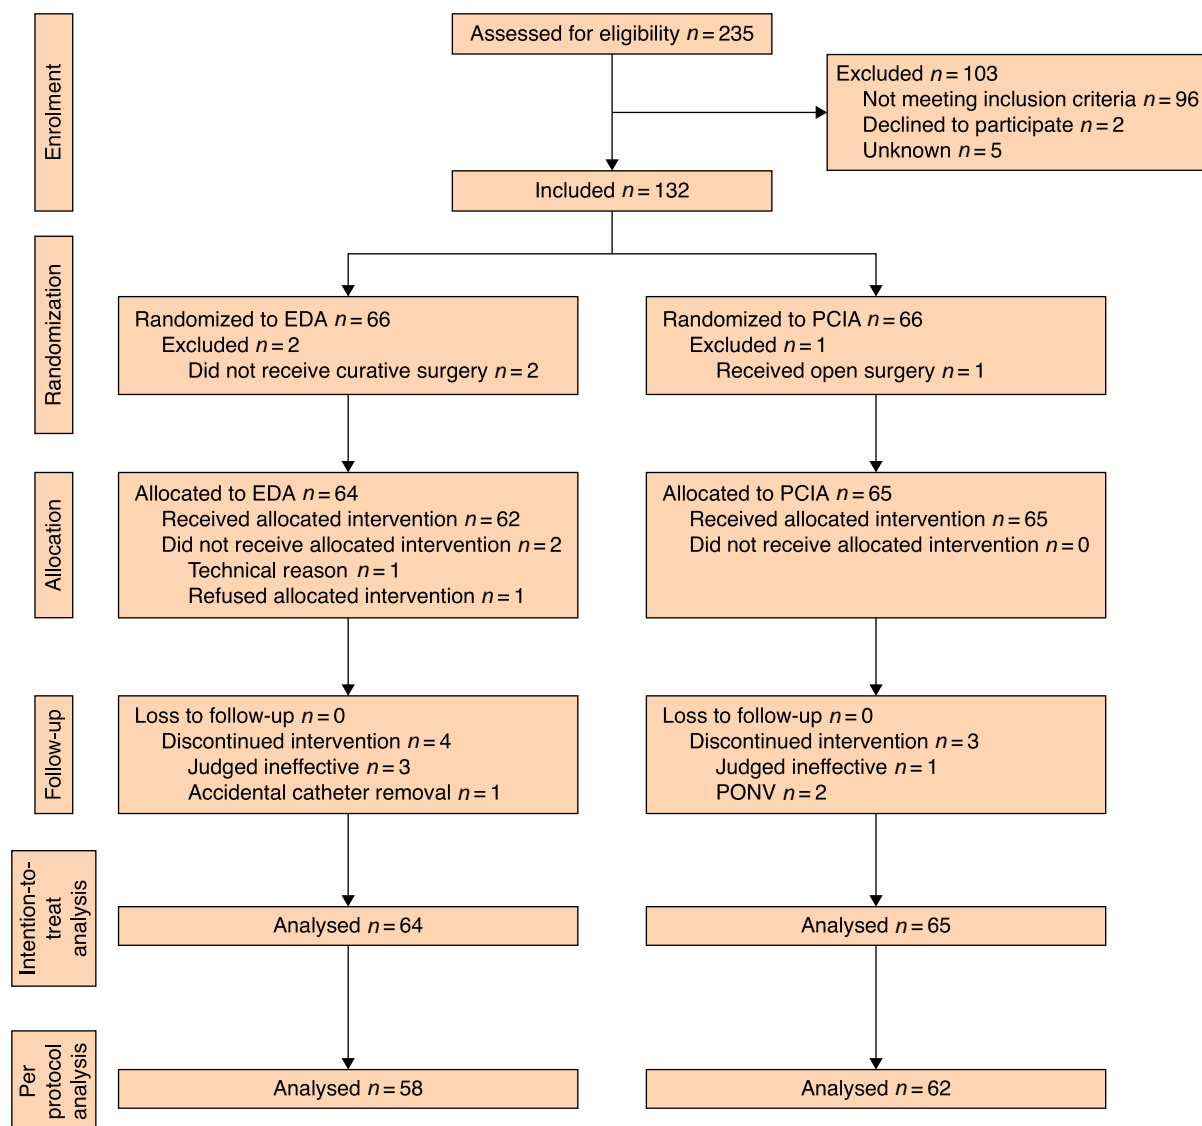 Enrolment
Assessed for eligibility n = 235
Excluded n = 103
Not meeting inclusion criteria n = 96
Declined to participate n = 2
Unknown n = 5
Included n = 132
Randomization
Randomized to EDA n = 66
Excluded n = 2
Did not receive curative surgery n = 2
Randomized to PCIA n = 66
Excluded n = 1
Received open surgery n = 1
Allocation
Allocated to EDA n = 64
Received allocated intervention n = 62
Did not receive allocated intervention n = 2
Technical reason n = 1
Refused allocated intervention n = 1
Allocated to PCIA n = 65
Received allocated intervention n = 65
Did not receive allocated intervention n = 0
Follow-up
Loss to follow-up n = 0
Discontinued intervention n = 4
Judged ineffective n = 3
Accidental catheter removal n = 1
Loss to follow-up n = 0
Discontinued intervention n = 3
Judged ineffective n = 1
PONV n = 2
Intention-to-
treat
analysis
Analysed n = 64
Analysed n = 65
Per
protocol
analysis
Analysed n = 58
Analysed n = 62